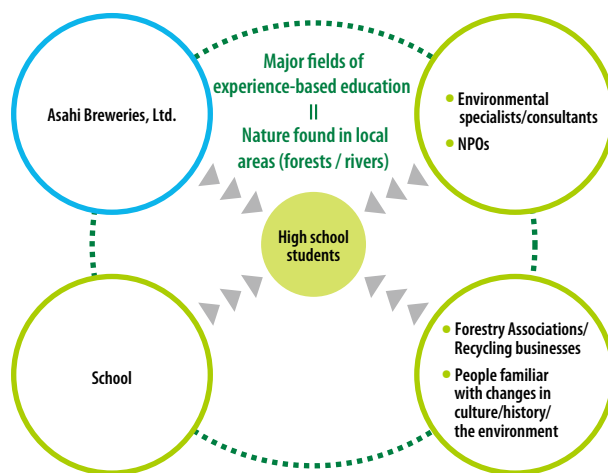 Asahi Breweries, Ltd.
Major fields of
experience-based education
=
Nature found in local
areas (forests / rivers)
● Environmental
specialists/consultants
● NPOs
High school
students
School
● Forestry Associations/
Recycling businesses
● People familiar
with changes in
culture/history/
the environment